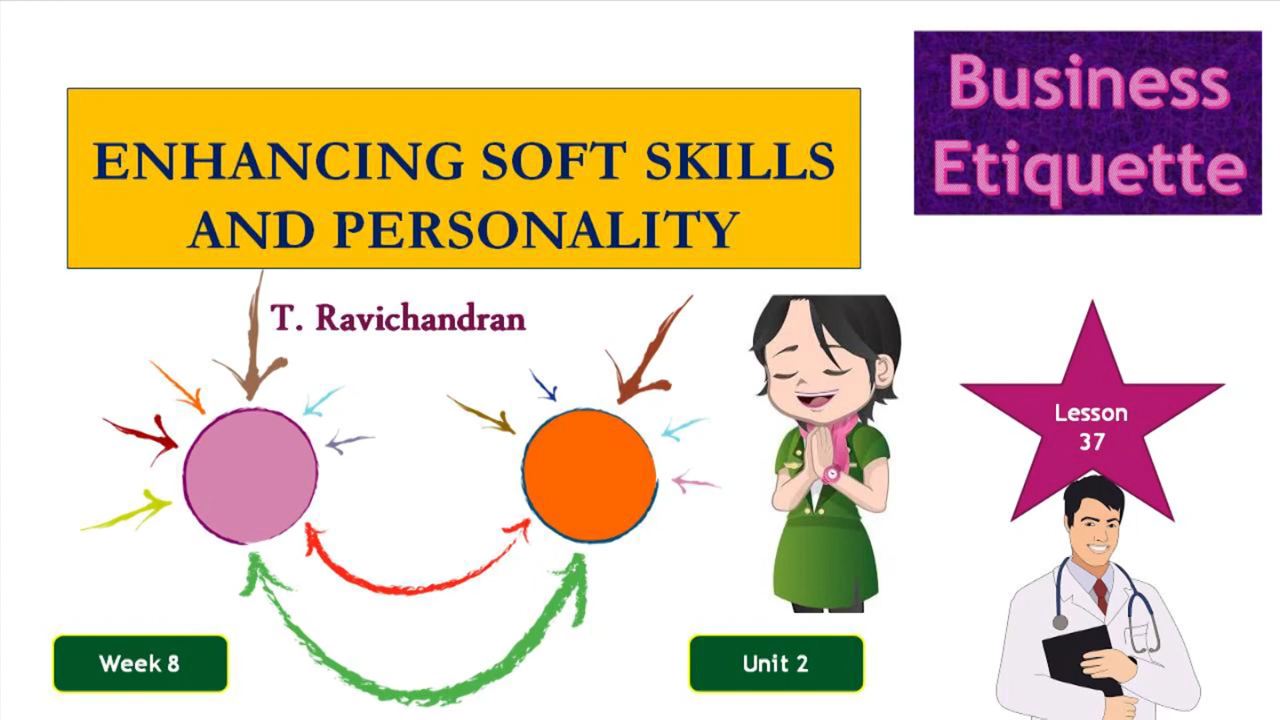 Business
Etiquette
ENHANCING SOFT SKILLS
AND PERSONALITY
T. Ravichandran
Lesson
37
Week 8
Unit 2